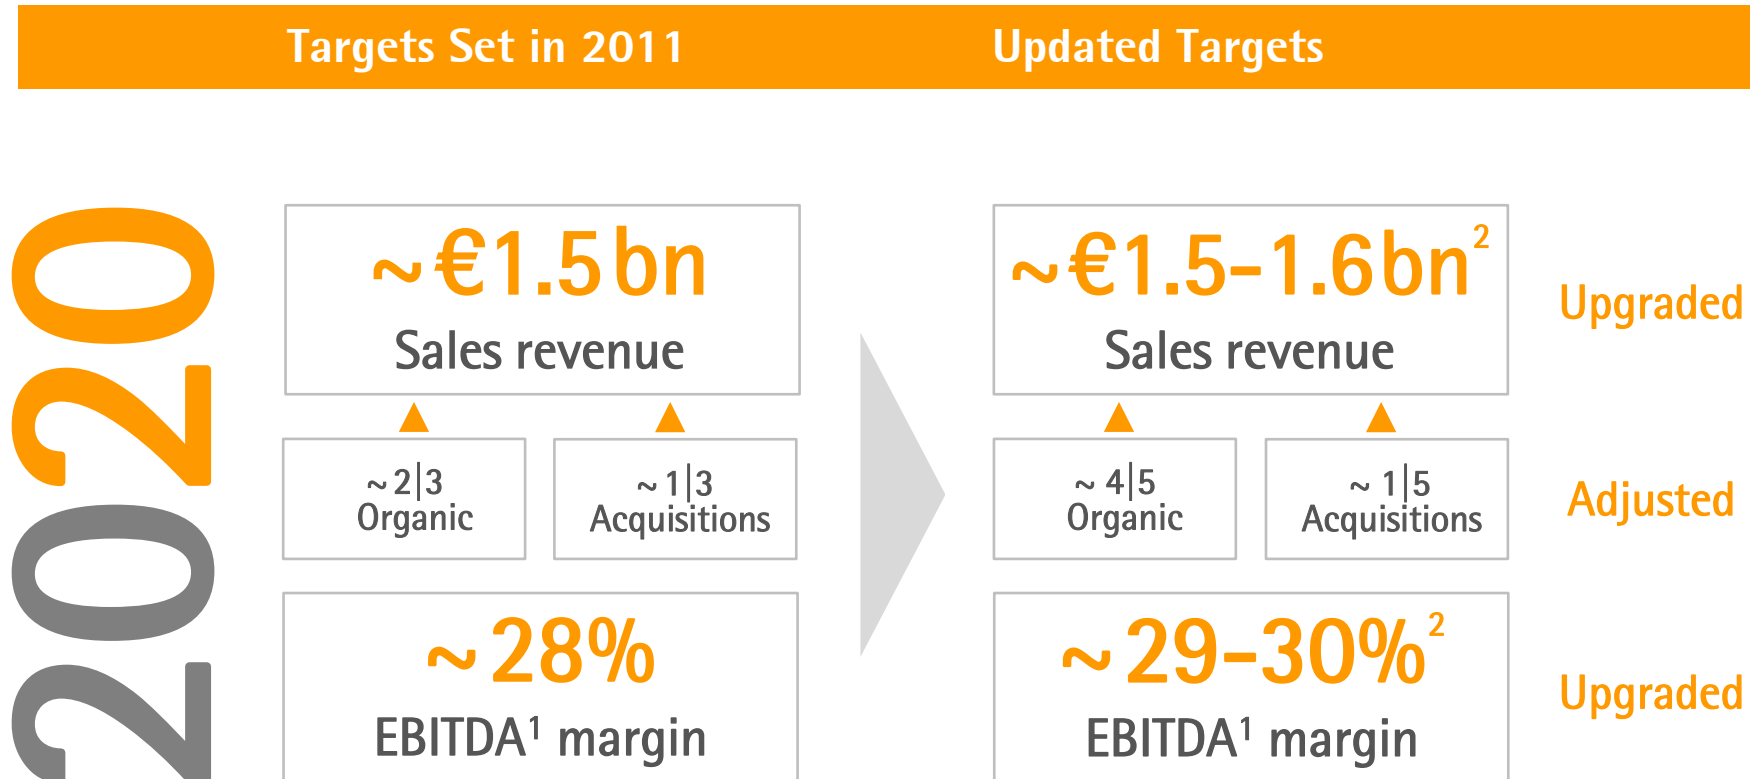 Targets Set in 2011
Updated Targets
2020
~€1.5bn
Sales revenue
~€1.5–1.6bn²
Sales revenue
Upgraded
~ 2|3
Organic
~ 1|3
Acquisitions
~ 4|5
Organic
~ 1|5
Acquisitions
Adjusted
~28%
EBITDA¹ margin
~29–30%²
EBITDA¹ margin
Upgraded